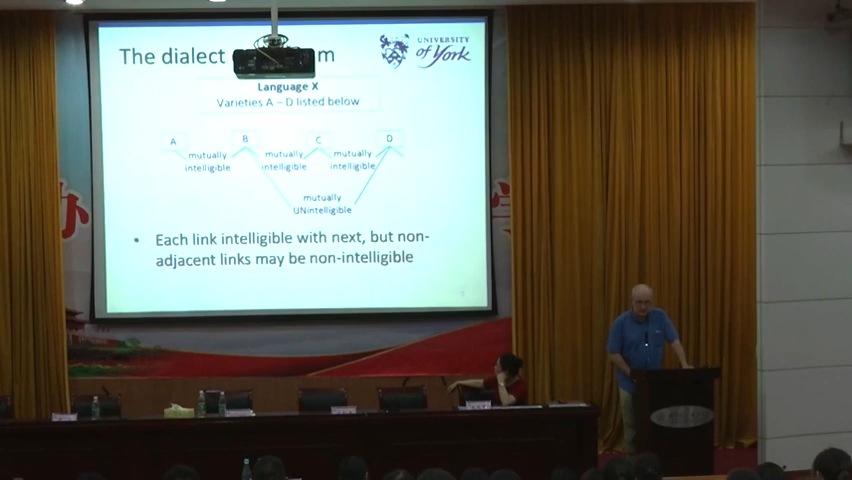 The dialect
m
UNIVERSITY
of York
Language X
Varieties A – D listed below
A
B
C
D
mutually
intelligible
mutually
intelligible
mutually
intelligible
mutually
UNintelligible
• Each link intelligible with next, but non-
adjacent links may be non-intelligible